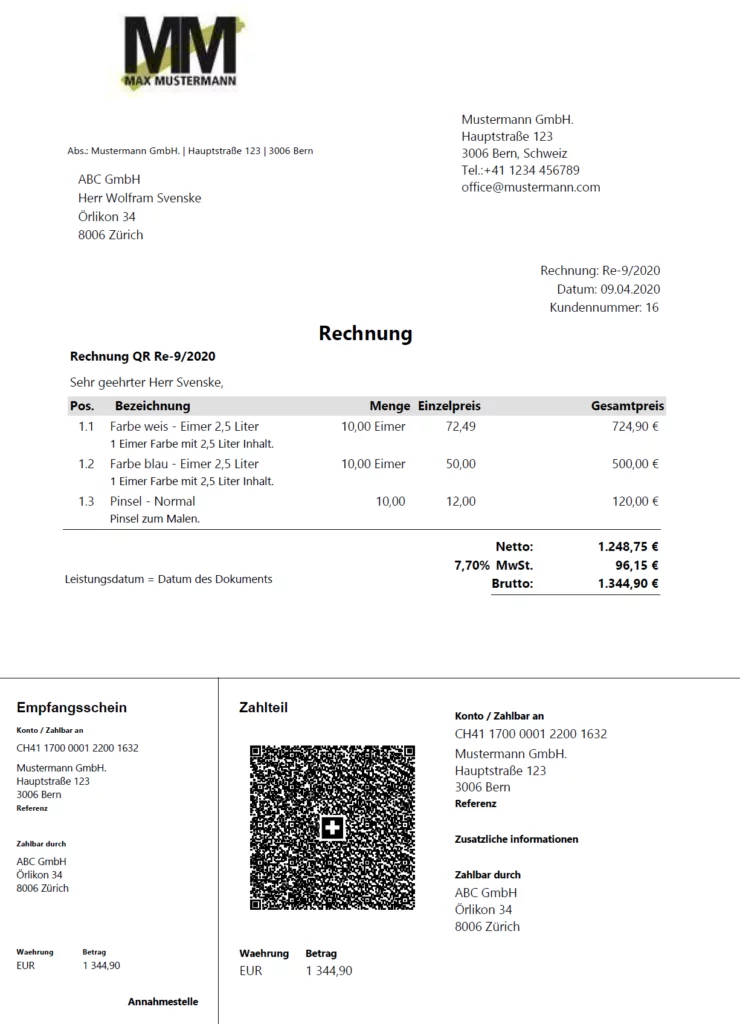 MM
MAX MUSTERMANN
Mustermann GmbH.
Hauptstraße 123
3006 Bern, Schweiz
Tel.:+41 1234 456789
office@mustermann.com
Abs.: Mustermann GmbH. | Hauptstraße 123 | 3006 Bern
ABC GmbH
Herr Wolfram Svenske
Örlikon 34
8006 Zürich
Rechnung: Re-9/2020
Datum: 09.04.2020
Kundennummer: 16
Rechnung
Rechnung QR Re-9/2020
Sehr geehrter Herr Svenske,
Pos. Bezeichnung Menge Einzelpreis Gesamtpreis
1.1 Farbe weis - Eimer 2,5 Liter 10,00 Eimer 72,49 724,90 €
1 Eimer Farbe mit 2,5 Liter Inhalt.
1.2 Farbe blau - Eimer 2,5 Liter 10,00 Eimer 50,00 500,00 €
1 Eimer Farbe mit 2,5 Liter Inhalt.
1.3 Pinsel - Normal 10,00 12,00 120,00 €
Pinsel zum Malen.
Netto: 1.248,75 €
7,70% MwSt. 96,15 €
Brutto: 1.344,90 €
Leistungsdatum = Datum des Dokuments
Empfangsschein
Konto / Zahlbar an
CH41 1700 0001 2200 1632
Mustermann GmbH.
Hauptstraße 123
3006 Bern
Referenz
Zahlbar durch
ABC GmbH
Örlikon 34
8006 Zürich
Waehrung Betrag
EUR 1 344,90
Annahmestelle
Zahlteil
Waehrung Betrag
EUR 1 344,90
Konto / Zahlbar an
CH41 1700 0001 2200 1632
Mustermann GmbH.
Hauptstraße 123
3006 Bern
Referenz
Zusatzliche informationen
Zahlbar durch
ABC GmbH
Örlikon 34
8006 Zürich